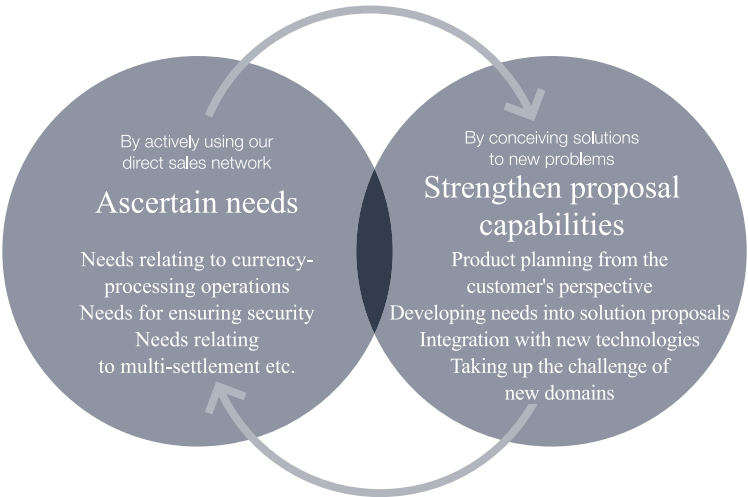 By actively using our
direct sales network
Ascertain needs
Needs relating to currency-
processing operations
Needs for ensuring security
Needs relating
to multi-settlement etc.
By conceiving solutions
to new problems
Strengthen proposal
capabilities
Product planning from the
customer's perspective
Developing needs into solution proposals
Integration with new technologies
Taking up the challenge of
new domains